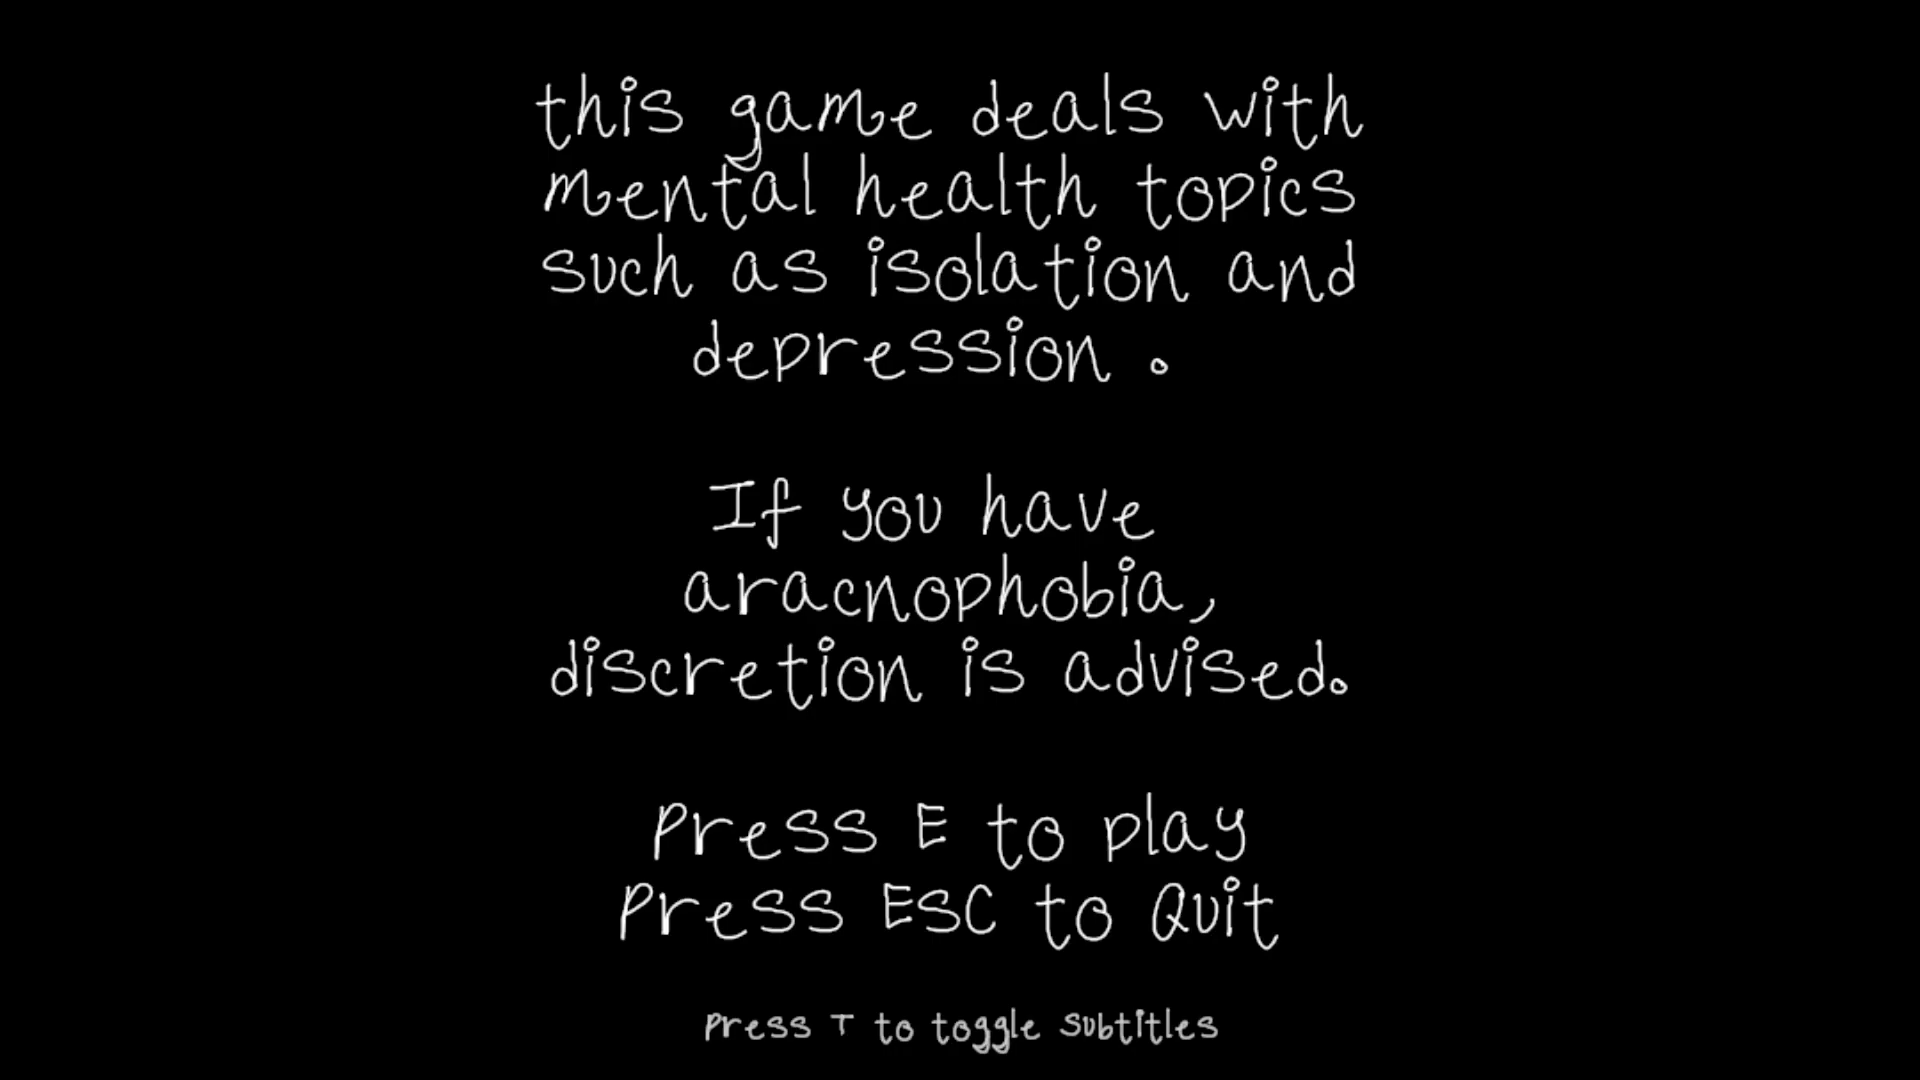 this game deals with
mental health topics
such as isolation and
depression .
If you have
aracnophobia,
discretion is advised.
Press E to play
Press ESC to Quit
Press T to toggle subtitles